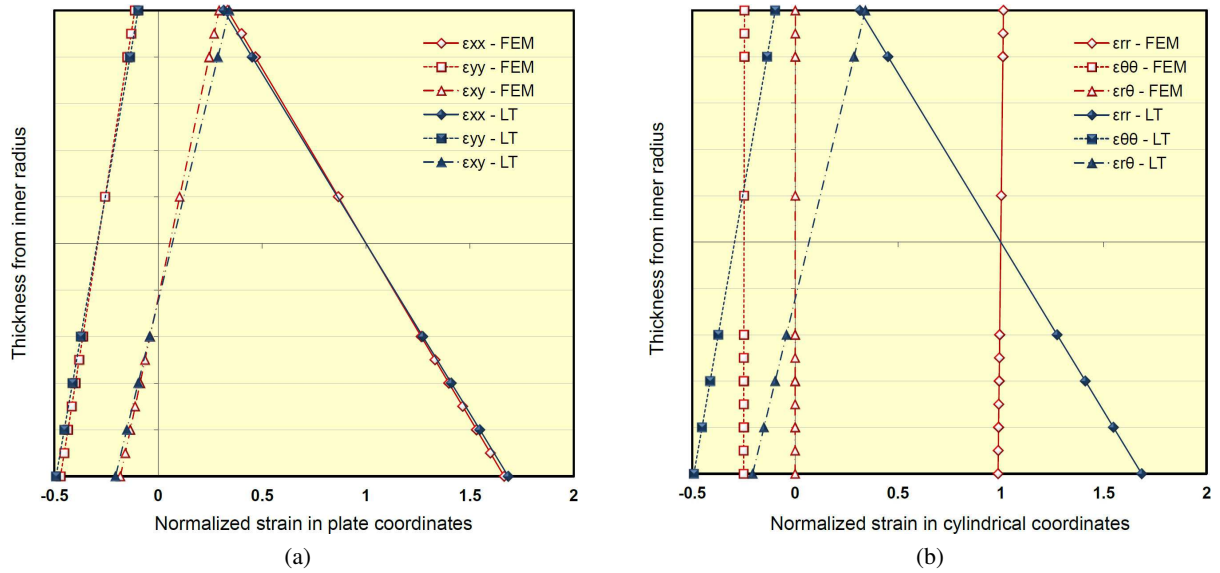 εxx - FEM
εyy - FEM
εxy - FEM
εxx - LT
εyy - LT
εxy - LT
Thickness from inner radius
-0.5 0 0.5 1 1.5 2
Normalized strain in plate coordinates
(a)
εrr - FEM
εθθ - FEM
εrθ - FEM
εrr - LT
εθθ - LT
εrθ - LT
Thickness from inner radius
-0.5 0 0.5 1 1.5 2
Normalized strain in cylindrical coordinates
(b)